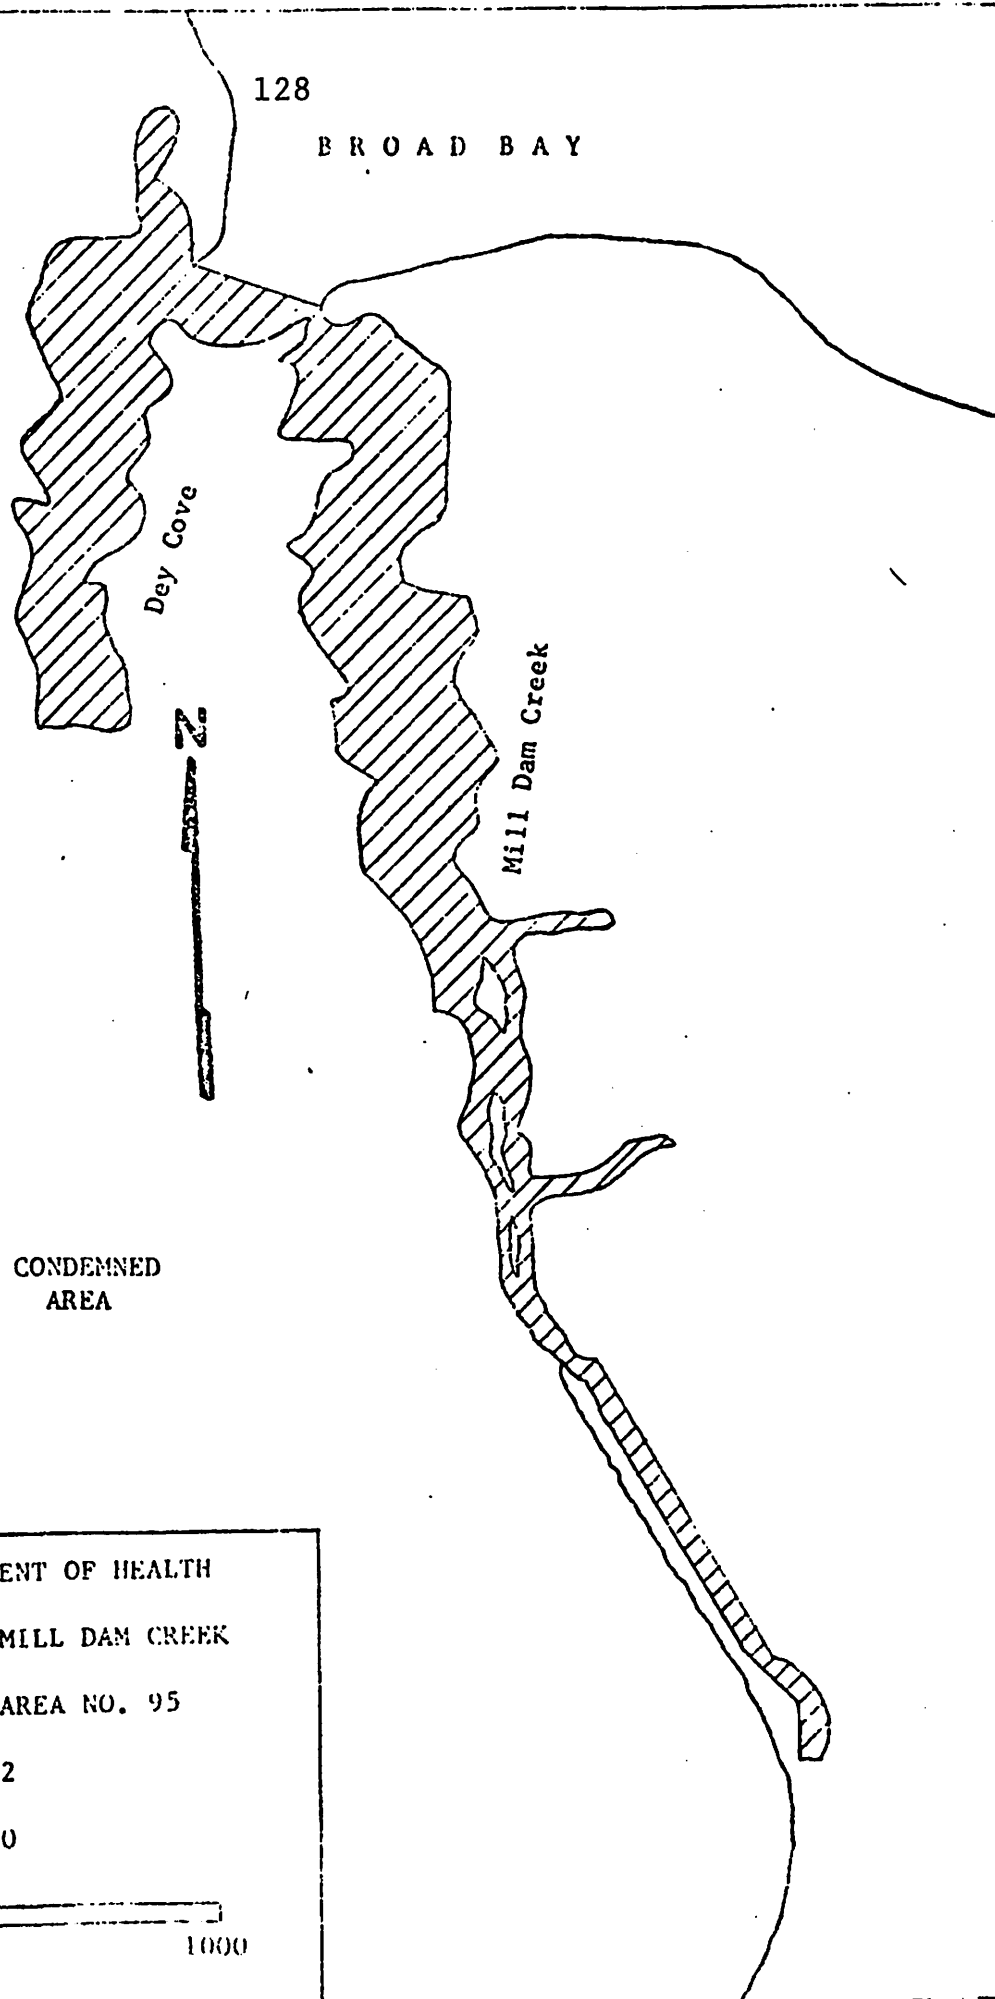 128
BROAD BAY
Dey Cove
Mill Dam Creek
N
CONDEMNED
AREA
ENT OF HEALTH
MILL DAM CREEK
AREA NO. 95
2
0
1000